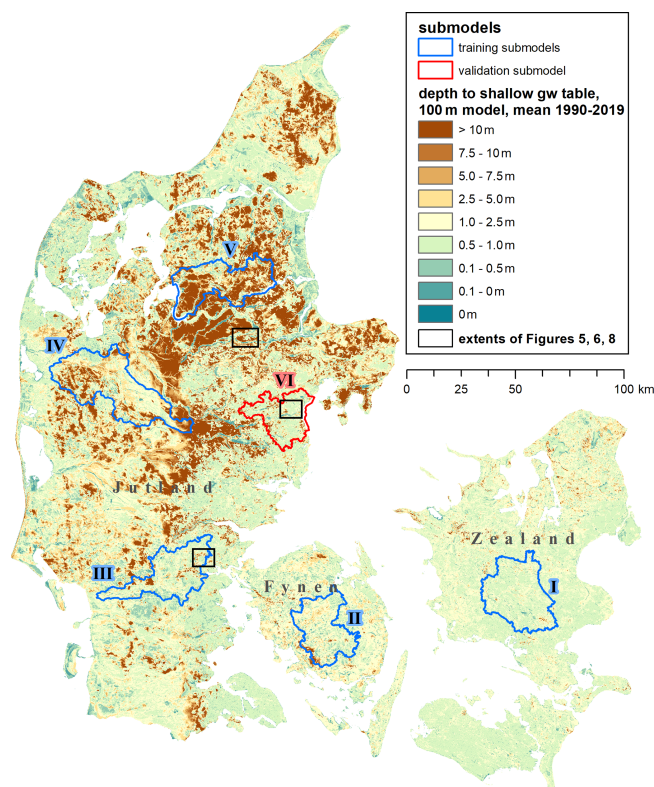 submodels
training submodels
validation submodel
depth to shallow gw table,
100 m model, mean 1990-2019
> 10 m
7.5 - 10 m
5.0 - 7.5 m
2.5 - 5.0 m
1.0 - 2.5 m
0.5 - 1.0 m
0.1 - 0.5 m
0.1 - 0 m
0 m
extents of Figures 5, 6, 8
0 25 50 100 km
V
IV
VI
Jutland
Zealand
III
Fynen
I
II